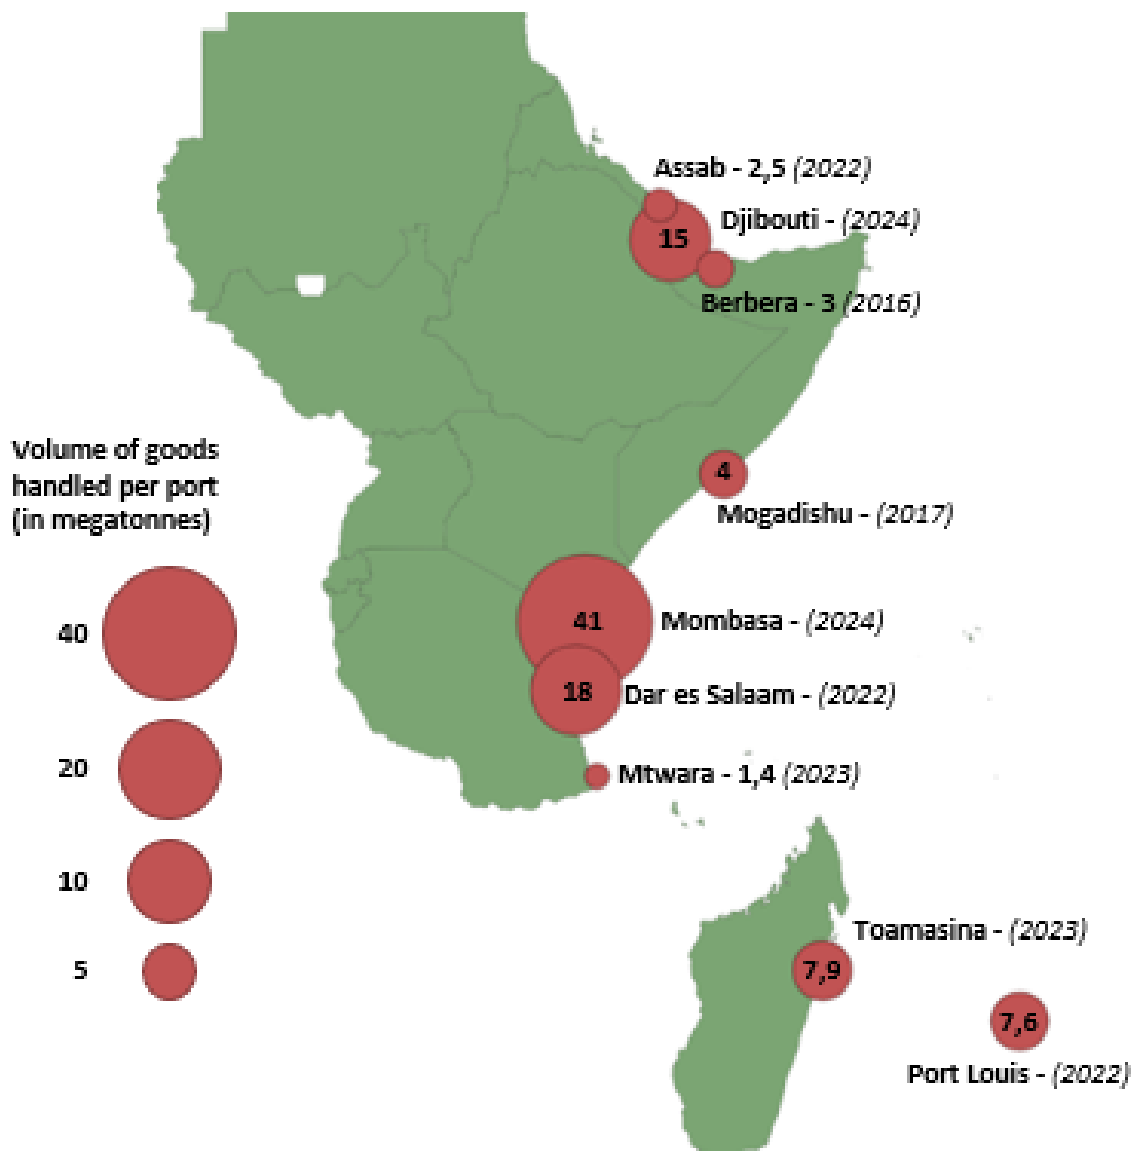 Assab - 2,5 (2022)
Djibouti - (2024)
15
Berbera - 3 (2016)
Volume of goods
handled per port
(in megatonnes)
4
Mogadishu - (2017)
40
41
Mombasa - (2024)
18
Dar es Salaam - (2022)
20
Mtwara - 1,4 (2023)
10
Toamasina - (2023)
5
7,9
7,6
Port Louis - (2022)